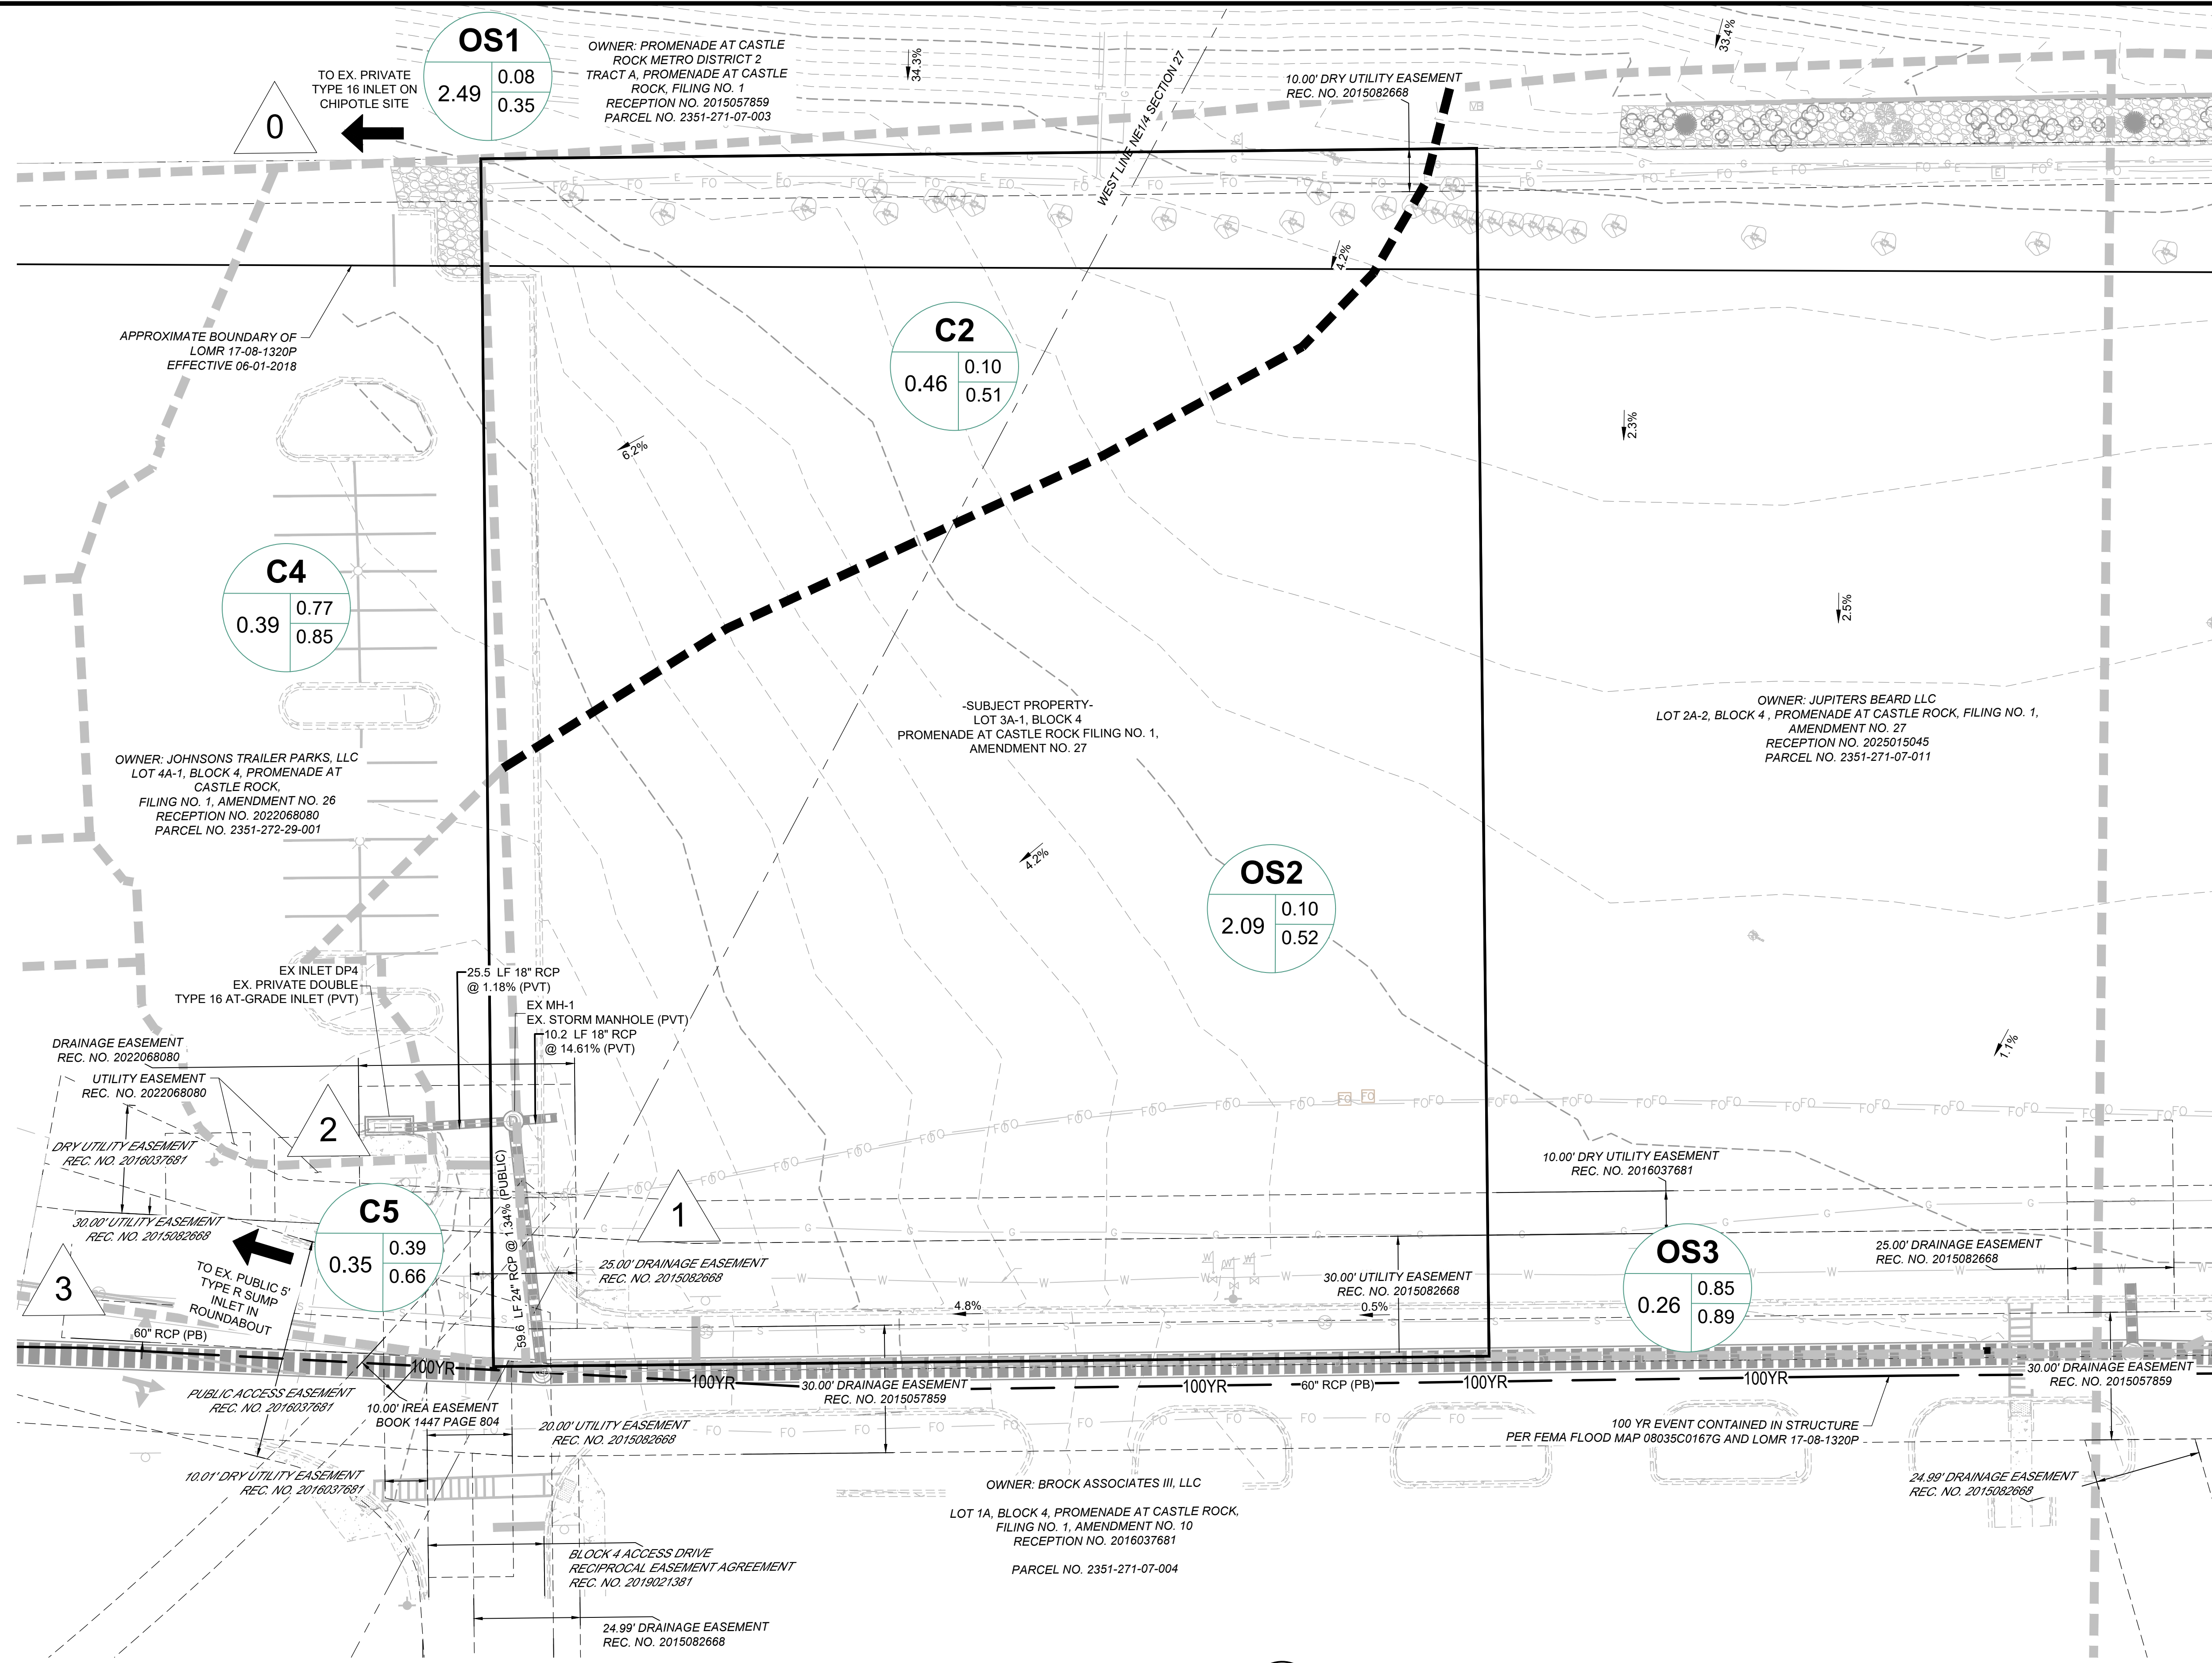 OS1
2.49
0.08
0.35
TO EX. PRIVATE
TYPE 16 INLET ON
CHIPOTLE SITE
0
OWNER: PROMENADE AT CASTLE
ROCK METRO DISTRICT 2
TRACT A, PROMENADE AT CASTLE
ROCK, FILING NO. 1
RECEPTION NO. 2015057859
PARCEL NO. 2351-271-07-003
34.3%
WEST LINE NE1/4 SECTION 27
10.00' DRY UTILITY EASEMENT
REC. NO. 2015082668
33.4%
4.2%
APPROXIMATE BOUNDARY OF
LOMR 17-08-1320P
EFFECTIVE 06-01-2018
C2
0.46
0.10
0.51
6.2%
2.3%
C4
0.39
0.77
0.85
2.5%
-SUBJECT PROPERTY-
LOT 3A-1, BLOCK 4
PROMENADE AT CASTLE ROCK FILING NO. 1,
AMENDMENT NO. 27
OWNER: JUPITERS BEARD LLC
LOT 2A-2, BLOCK 4 , PROMENADE AT CASTLE ROCK, FILING NO. 1,
AMENDMENT NO. 27
RECEPTION NO. 2025015045
PARCEL NO. 2351-271-07-011
OWNER: JOHNSONS TRAILER PARKS, LLC
LOT 4A-1, BLOCK 4, PROMENADE AT
CASTLE ROCK,
FILING NO. 1, AMENDMENT NO. 26
RECEPTION NO. 2022068080
PARCEL NO. 2351-272-29-001
4.2%
OS2
2.09
0.10
0.52
EX INLET DP4
EX. PRIVATE DOUBLE
TYPE 16 AT-GRADE INLET (PVT)
25.5 LF 18" RCP
@ 1.18% (PVT)
EX MH-1
EX. STORM MANHOLE (PVT)
10.2 LF 18" RCP
@ 14.61% (PVT)
1.1%
DRAINAGE EASEMENT
REC. NO. 2022068080
UTILITY EASEMENT
REC. NO. 2022068080
2
DRY UTILITY EASEMENT
REC. NO. 2016037681
59.6 LF 24" RCP @ 1.34% (PUBLIC)
1
10.00' DRY UTILITY EASEMENT
REC. NO. 2016037681
30.00' UTILITY EASEMENT
REC. NO. 2015082668
C5
0.35
0.39
0.66
3
TO EX. PUBLIC 5'
TYPE R SUMP
INLET IN
ROUNDABOUT
25.00' DRAINAGE EASEMENT
REC. NO. 2015082668
30.00' UTILITY EASEMENT
REC. NO. 2015082668
OS3
0.26
0.85
0.89
25.00' DRAINAGE EASEMENT
REC. NO. 2015082668
4.8%
0.5%
60" RCP (PB)
100YR
100YR
100YR
100YR
100YR
60" RCP (PB)
30.00' DRAINAGE EASEMENT
REC. NO. 2015057859
30.00' DRAINAGE EASEMENT
REC. NO. 2015057859
PUBLIC ACCESS EASEMENT
REC. NO. 2016037681
10.00' IREA EASEMENT
BOOK 1447 PAGE 804
20.00' UTILITY EASEMENT
REC. NO. 2015082668
100 YR EVENT CONTAINED IN STRUCTURE
PER FEMA FLOOD MAP 08035C0167G AND LOMR 17-08-1320P
10.01' DRY UTILITY EASEMENT
REC. NO. 2016037681
OWNER: BROCK ASSOCIATES III, LLC
LOT 1A, BLOCK 4, PROMENADE AT CASTLE ROCK,
FILING NO. 1, AMENDMENT NO. 10
RECEPTION NO. 2016037681
PARCEL NO. 2351-271-07-004
24.99' DRAINAGE EASEMENT
REC. NO. 2015082668
BLOCK 4 ACCESS DRIVE
RECIPROCAL EASEMENT AGREEMENT
REC. NO. 2019021381
24.99' DRAINAGE EASEMENT
REC. NO. 2015082668